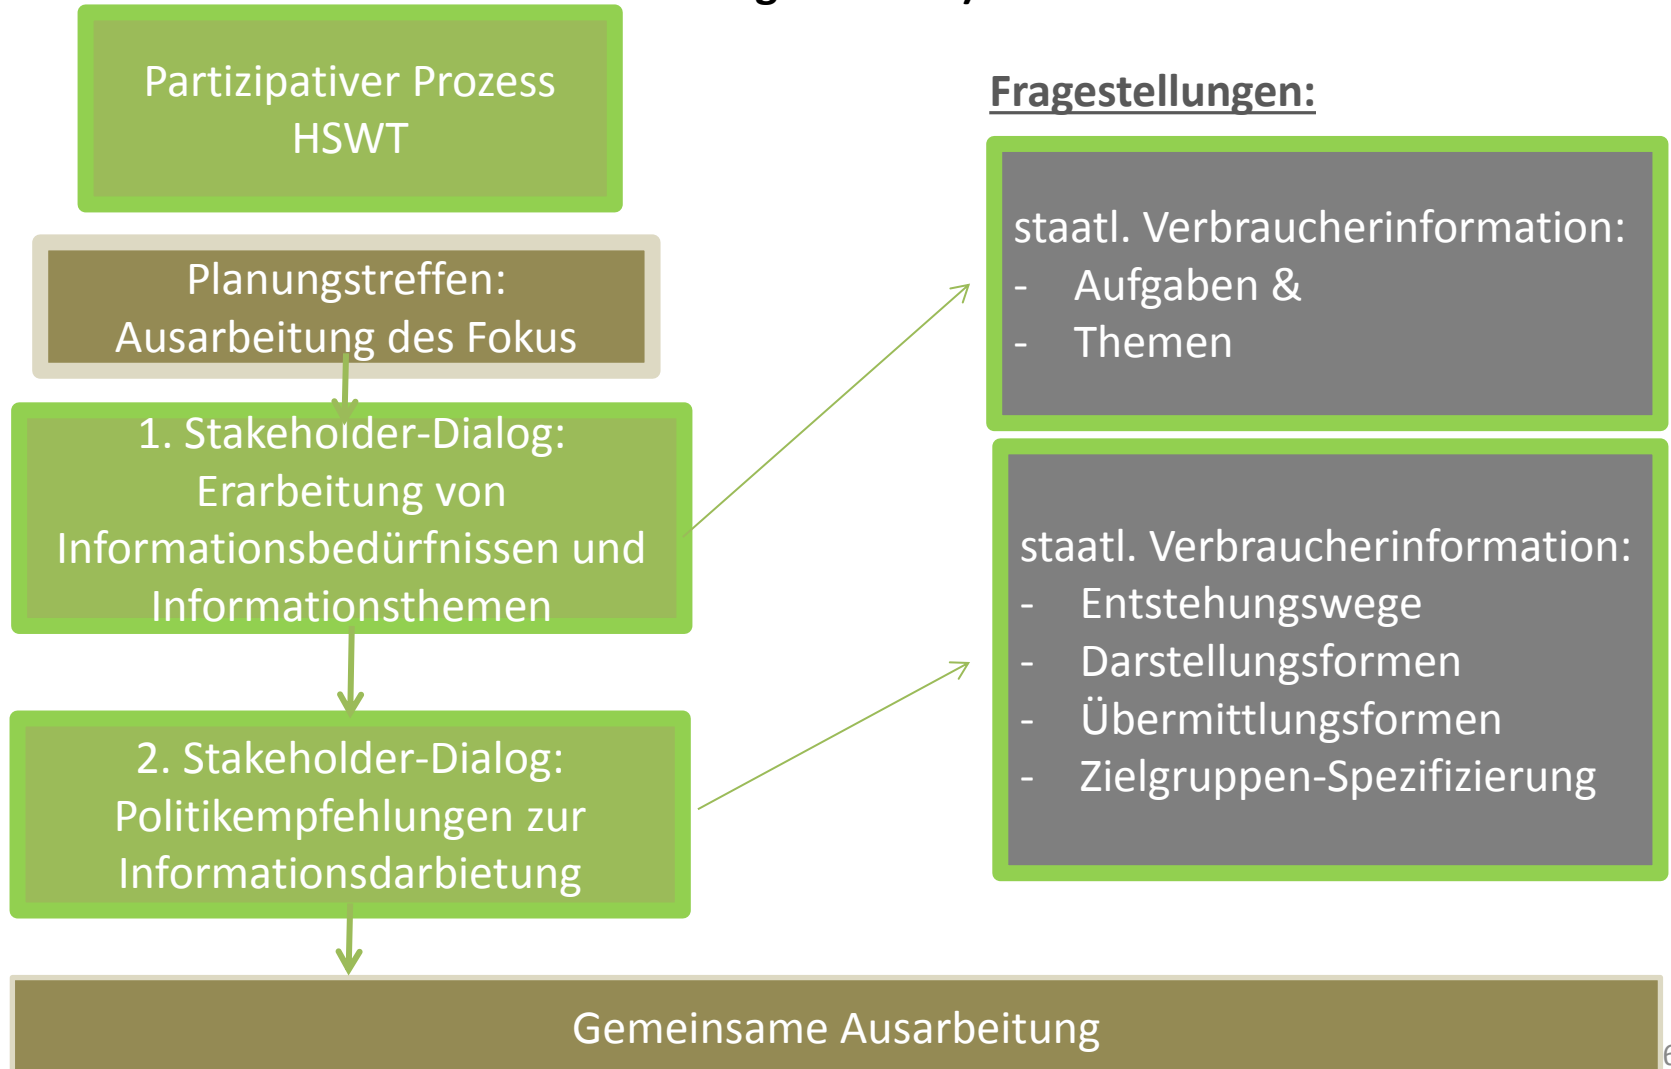 Partizipativer Prozess
HSWT
Planungstreffen:
Ausarbeitung des Fokus
1. Stakeholder-Dialog:
Erarbeitung von
Informationsbedürfnissen und
Informationsthemen
2. Stakeholder-Dialog:
Politikempfehlungen zur
Informationsdarbietung
Fragestellungen:
staatl. Verbraucherinformation:
- Aufgaben &
- Themen
staatl. Verbraucherinformation:
- Entstehungswege
- Darstellungsformen
- Übermittlungsformen
- Zielgruppen-Spezifizierung
Gemeinsame Ausarbeitung